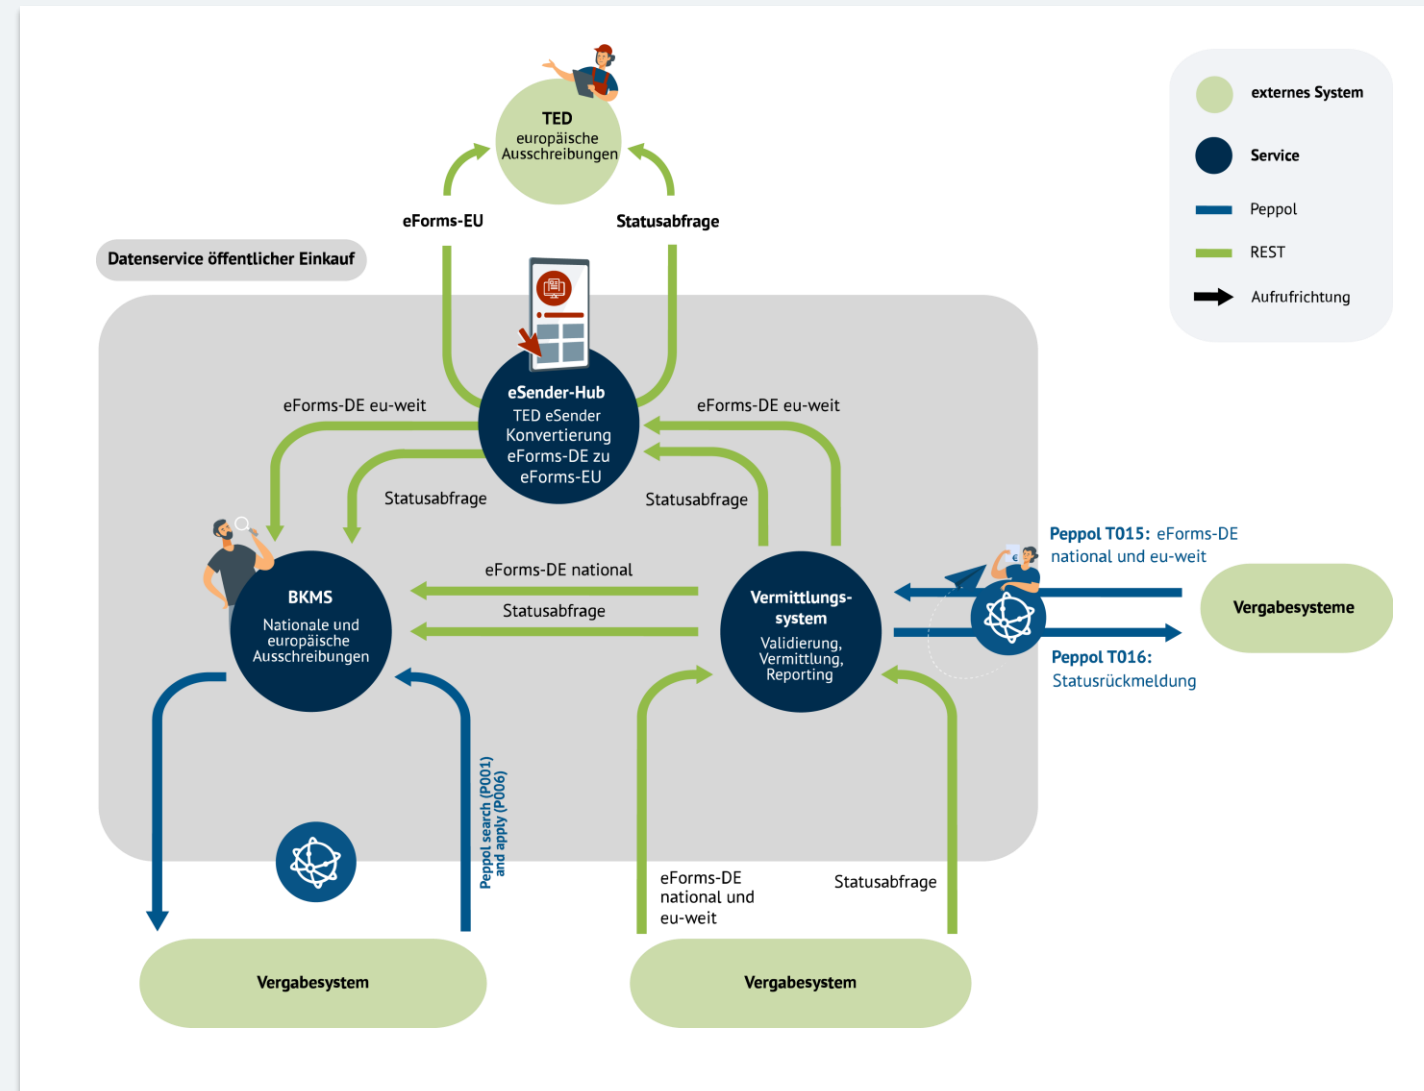 TED
europäische
Ausschreibungen
externes System
Service
Peppol
REST
Aufrufrichtung
eForms-EU
Statusabfrage
Datenservice öffentlicher Einkauf
eSender-Hub
TED eSender
Konvertierung
eForms-DE zu
eForms-EU
eForms-DE eu-weit
eForms-DE eu-weit
Statusabfrage
Statusabfrage
Peppol T015: eForms-DE
national und eu-weit
€
eForms-DE national
Statusabfrage
BKMS
Nationale und
europäische
Ausschreibungen
Vermittlungs-
system
Validierung,
Vermittlung,
Reporting
Vergabesysteme
Peppol T016:
Statusrückmeldung
Peppol search (P001)
and apply (P006)
eForms-DE
national und
eu-weit
Statusabfrage
Vergabesystem
Vergabesystem